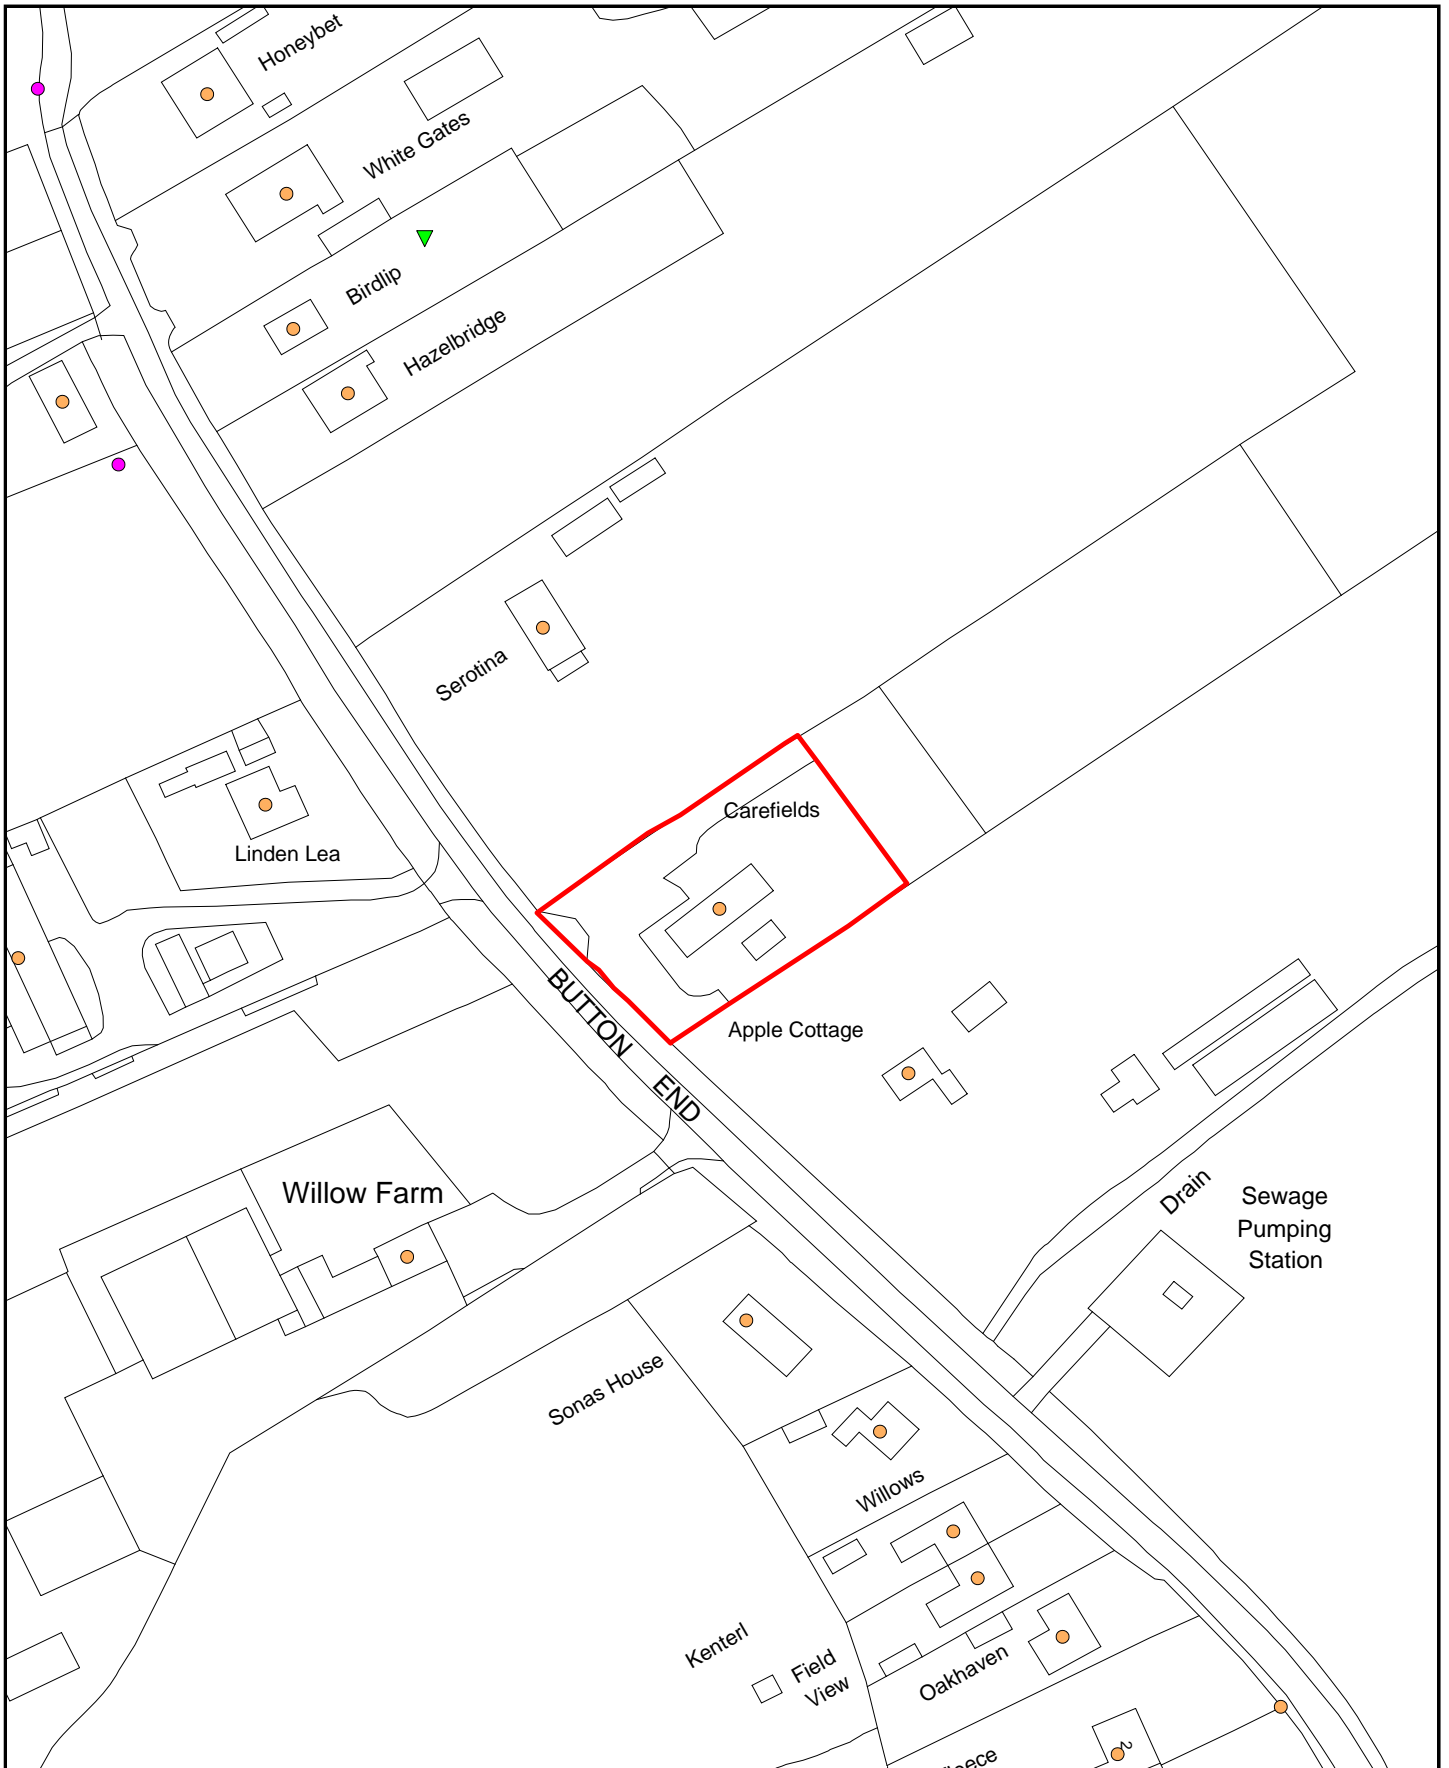 Honeybet
White Gates
Birdlip
Hazelbridge
Serotina
Carefields
Linden Lea
BUTTON END
Apple Cottage
Willow Farm
Drain
Sewage
Pumping
Station
Sonas House
Willows
Kenterl
Field
View
Oakhaven
2